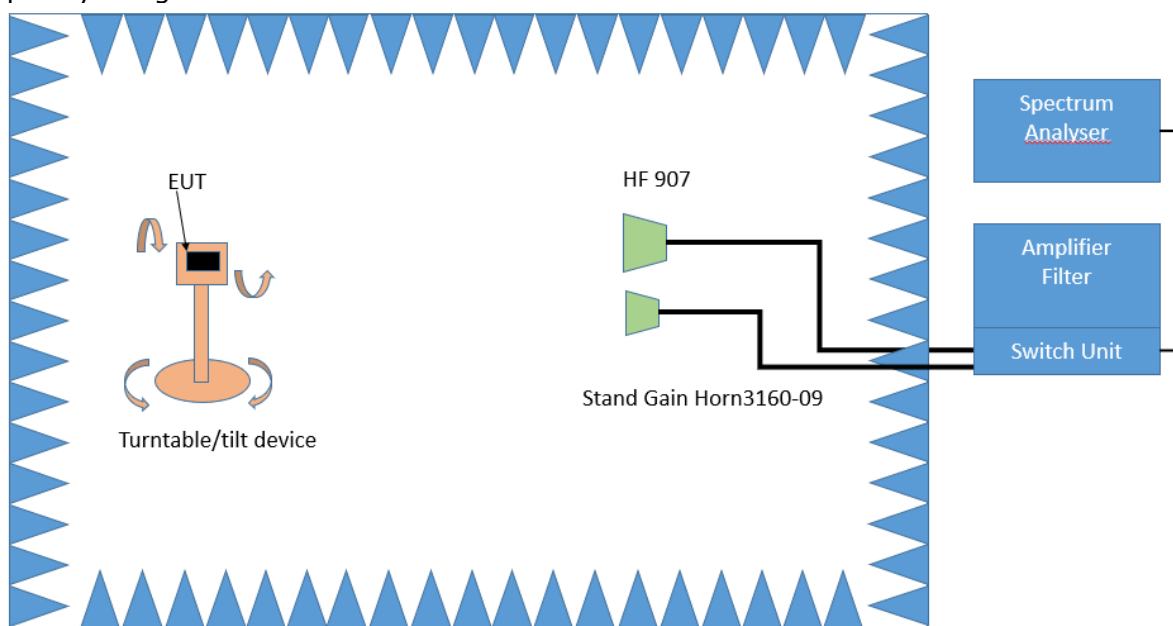 Spectrum
Analyser
EUT
HF 907
Amplifier
Filter
Switch Unit
Stand Gain Horn3160-09
Turntable/tilt device